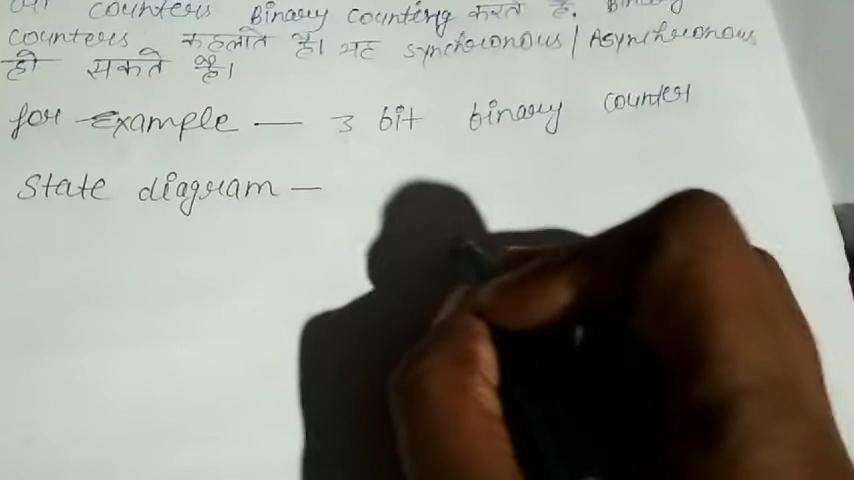 जो counters Binary counting करते है. Binary
counters कहलाते है। यह synchronous / Asynchronous
हो सकते है।
for example — 3 bit binary counter
State diagram —